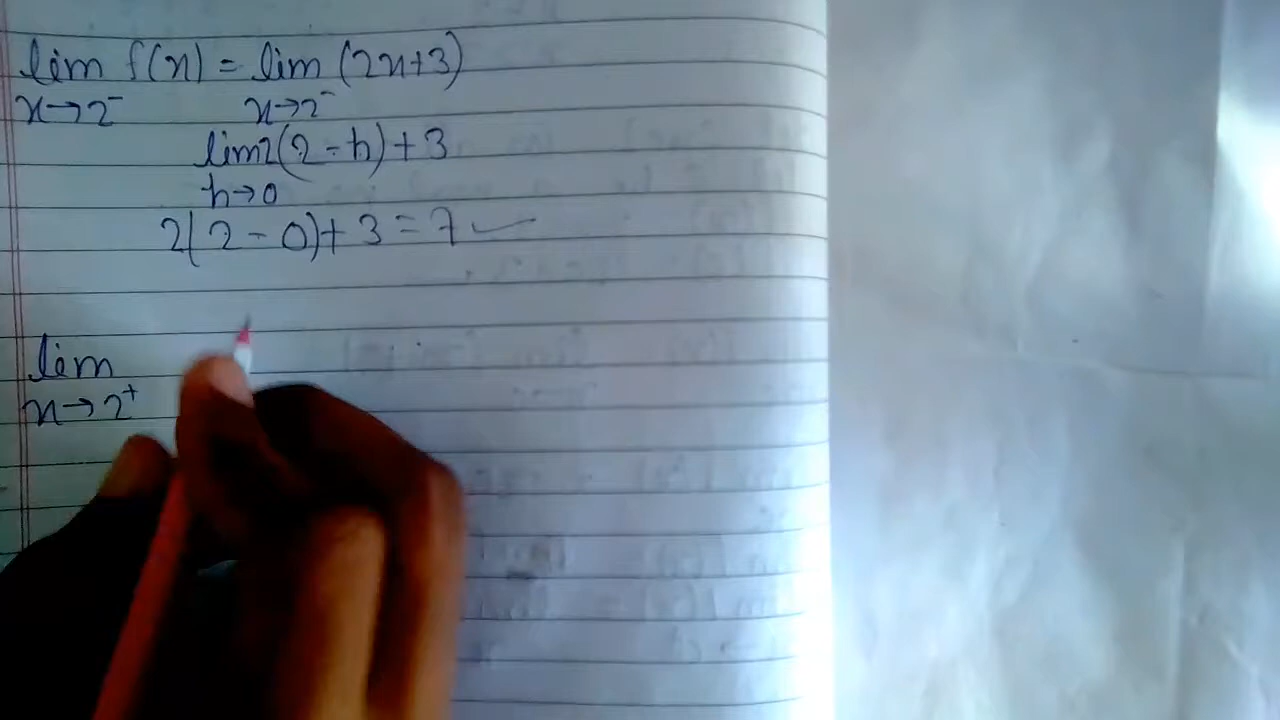 lim f(x) = lim (2x+3)
x→2⁻ x→2⁻
lim 2(2-h)+3
h→0
2(2-0)+3=7
lim
x→2⁺